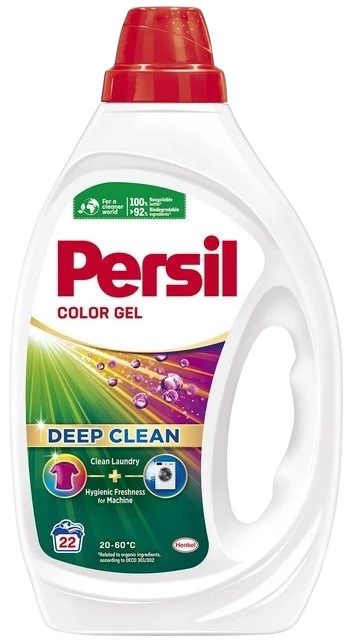 For a
cleaner
world
100% Recyclable
bottle*
>92% Biodegradable
ingredients*
Persil
COLOR GEL
DEEP CLEAN
Clean Laundry
+
Hygienic Freshness
for Machine
22
20-60°C
*Related to organic ingredients,
according to OECD 301/302
Henkel